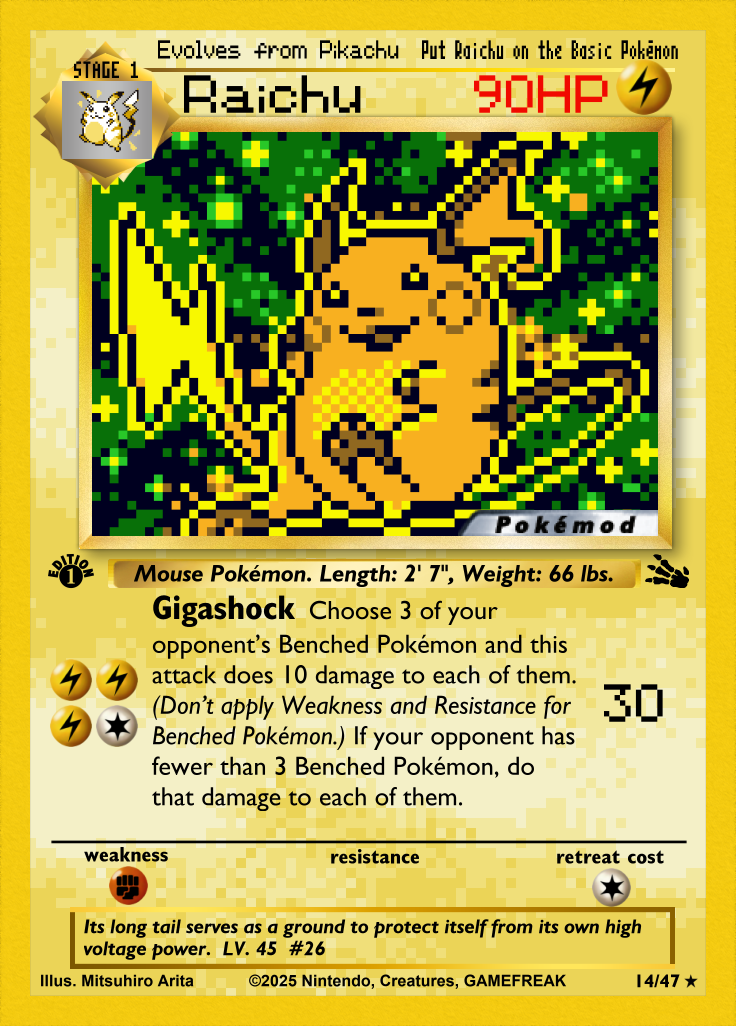 Evolves from Pikachu Put Raichu on the Basic Pokémon
STAGE 1
Raichu 90HP
Pokémod
EDITION
1
Mouse Pokémon. Length: 2' 7", Weight: 66 lbs.
Gigashock Choose 3 of your
opponent's Benched Pokémon and this
attack does 10 damage to each of them.
(Don't apply Weakness and Resistance for
Benched Pokémon.) If your opponent has
fewer than 3 Benched Pokémon, do
that damage to each of them.
30
weakness resistance retreat cost
Its long tail serves as a ground to protect itself from its own high
voltage power. LV. 45 #26
Illus. Mitsuhiro Arita ©2025 Nintendo, Creatures, GAMEFREAK 14/47 ★